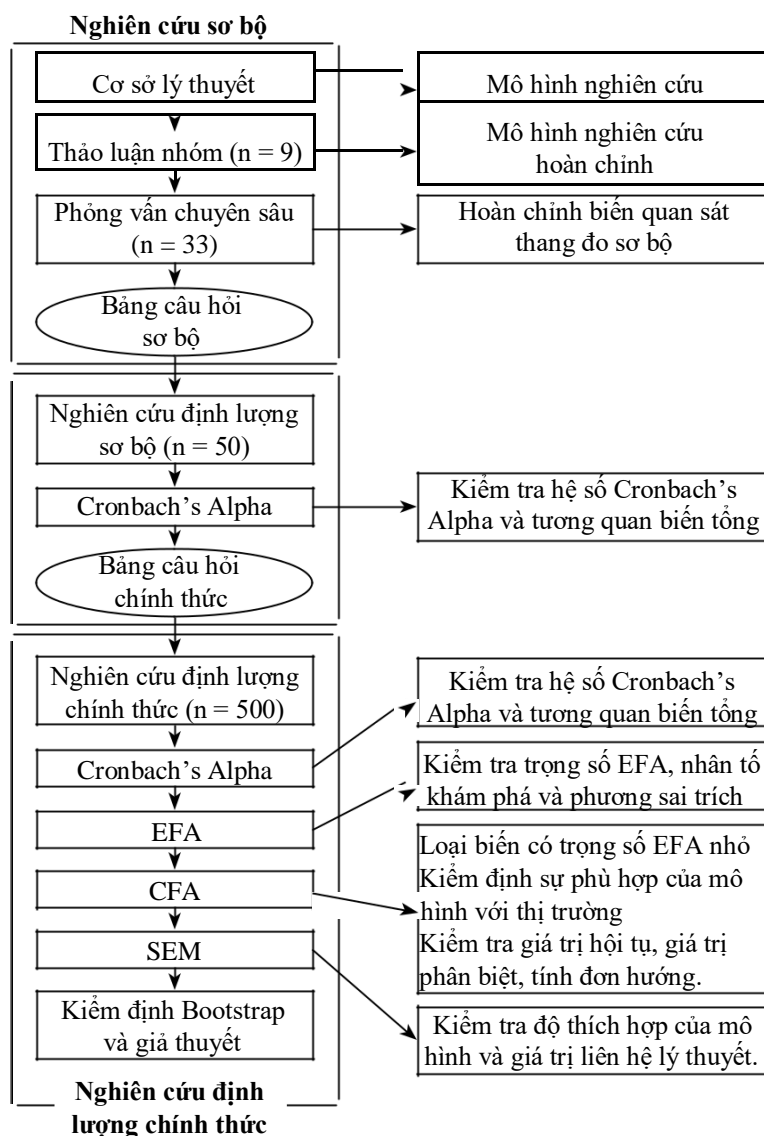 Nghiên cứu sơ bộ
Cơ sở lý thuyết
Mô hình nghiên cứu
Thảo luận nhóm (n = 9)
Mô hình nghiên cứu
hoàn chỉnh
Phỏng vấn chuyên sâu
(n = 33)
Hoàn chỉnh biến quan sát
thang đo sơ bộ
Bảng câu hỏi
sơ bộ
Nghiên cứu định lượng
sơ bộ (n = 50)
Cronbach’s Alpha
Kiểm tra hệ số Cronbach’s
Alpha và tương quan biến tổng
Bảng câu hỏi
chính thức
Nghiên cứu định lượng
chính thức (n = 500)
Kiểm tra hệ số Cronbach’s
Alpha và tương quan biến tổng
Cronbach’s Alpha
Kiểm tra trọng số EFA, nhân tố
khám phá và phương sai trích
EFA
CFA
Loại biến có trọng số EFA nhỏ
Kiểm định sự phù hợp của mô
hình với thị trường
Kiểm tra giá trị hội tụ, giá trị
phân biệt, tính đơn hướng.
SEM
Kiểm định Bootstrap
và giả thuyết
Kiểm tra độ thích hợp của mô
hình và giá trị liên hệ lý thuyết.
Nghiên cứu định
lượng chính thức